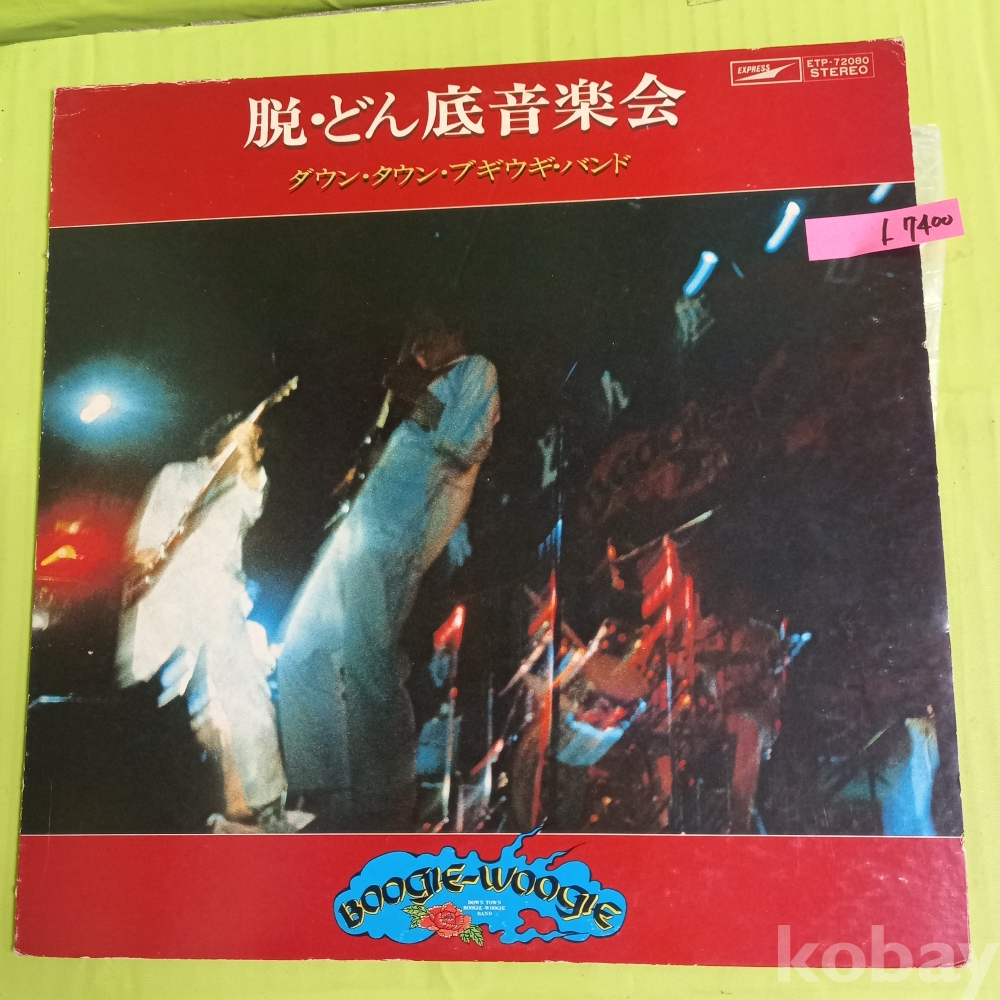 EXPRESS
ETP-72080
STEREO
脱・どん底音楽会
ダウン・タウン・ブギウギ・バンド
L7400
BOOGIE-WOOGIE
DOWN TOWN
BOOGIE-WOOGIE
BAND
kobay